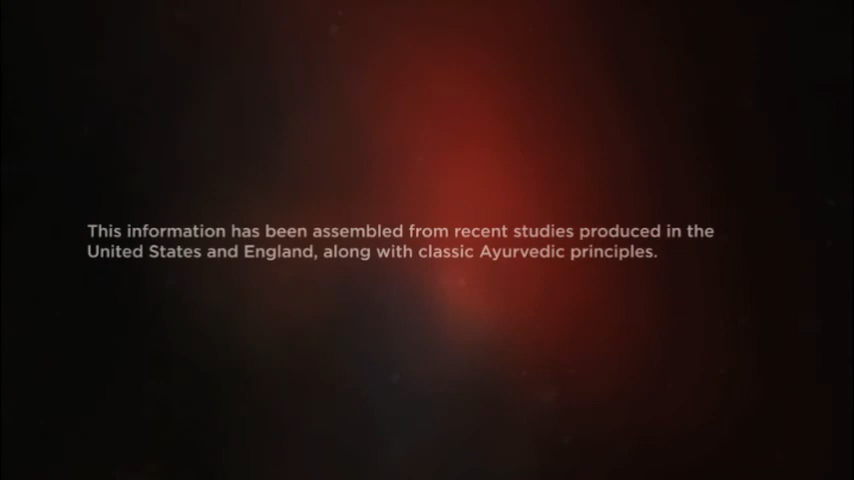 This information has been assembled from recent studies produced in the
United States and England, along with classic Ayurvedic principles.